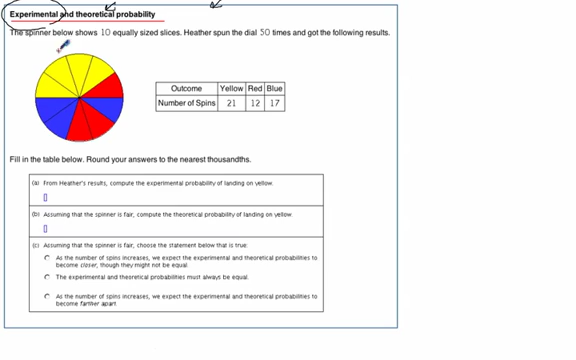 Experimental and theoretical probability
The spinner below shows 10 equally sized slices. Heather spun the dial 50 times and got the following results.
Outcome Yellow Red Blue
Number of Spins 21 12 17
Fill in the table below. Round your answers to the nearest thousandths.
(a) From Heather's results, compute the experimental probability of landing on yellow.
(b) Assuming that the spinner is fair, compute the theoretical probability of landing on yellow.
(c) Assuming that the spinner is fair, choose the statement below that is true:
As the number of spins increases, we expect the experimental and theoretical probabilities to
become closer, though they might not be equal.
The experimental and theoretical probabilities must always be equal.
As the number of spins increases, we expect the experimental and theoretical probabilities to
become farther apart.